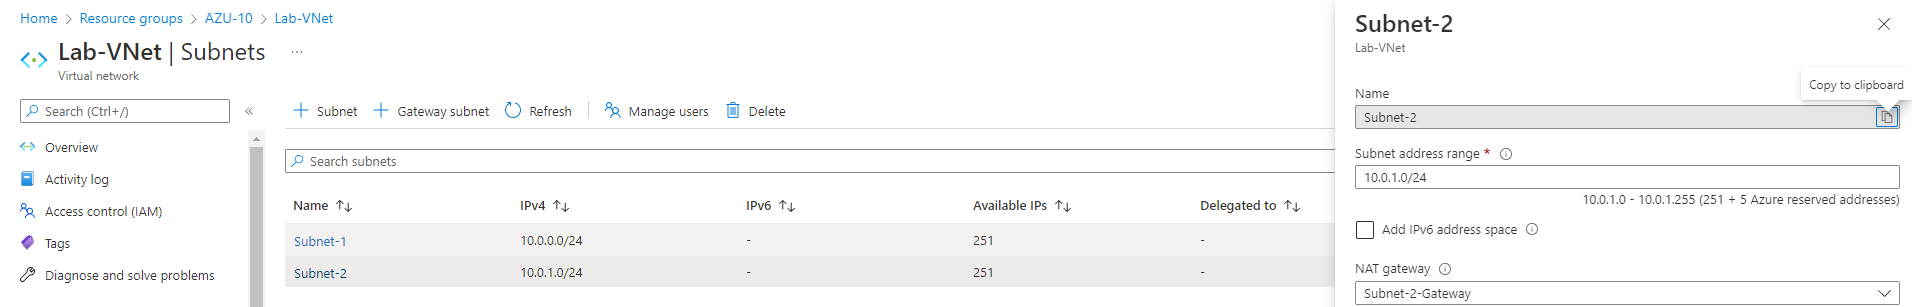 Home > Resource groups > AZU-10 > Lab-VNet
Lab-VNet | Subnets ...
Virtual network
Search (Ctrl+/) «
Overview
Activity log
Access control (IAM)
Tags
Diagnose and solve problems
+ Subnet + Gateway subnet Refresh Manage users Delete
Search subnets
Name ↑↓ IPv4 ↑↓ IPv6 ↑↓ Available IPs ↑↓ Delegated to ↑↓
Subnet-1 10.0.0.0/24 - 251 -
Subnet-2 10.0.1.0/24 - 251 -
Subnet-2
Lab-VNet
Copy to clipboard
Name
Subnet-2
Subnet address range *
10.0.1.0/24
10.0.1.0 - 10.0.1.255 (251 + 5 Azure reserved addresses)
Add IPv6 address space
NAT gateway
Subnet-2-Gateway